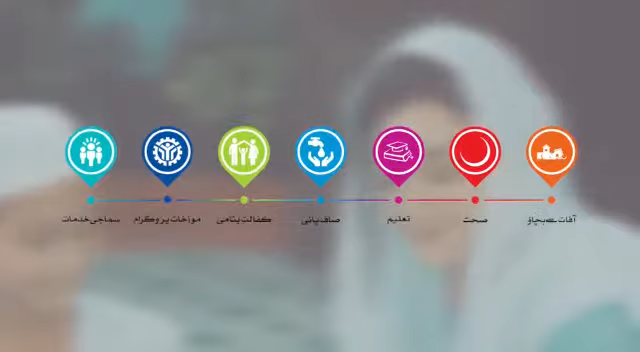 آفات سے بچاؤ
صحت
تعلیم
صاف پانی
کفالتِ یتامی
مواخات پروگرام
سماجی خدمات